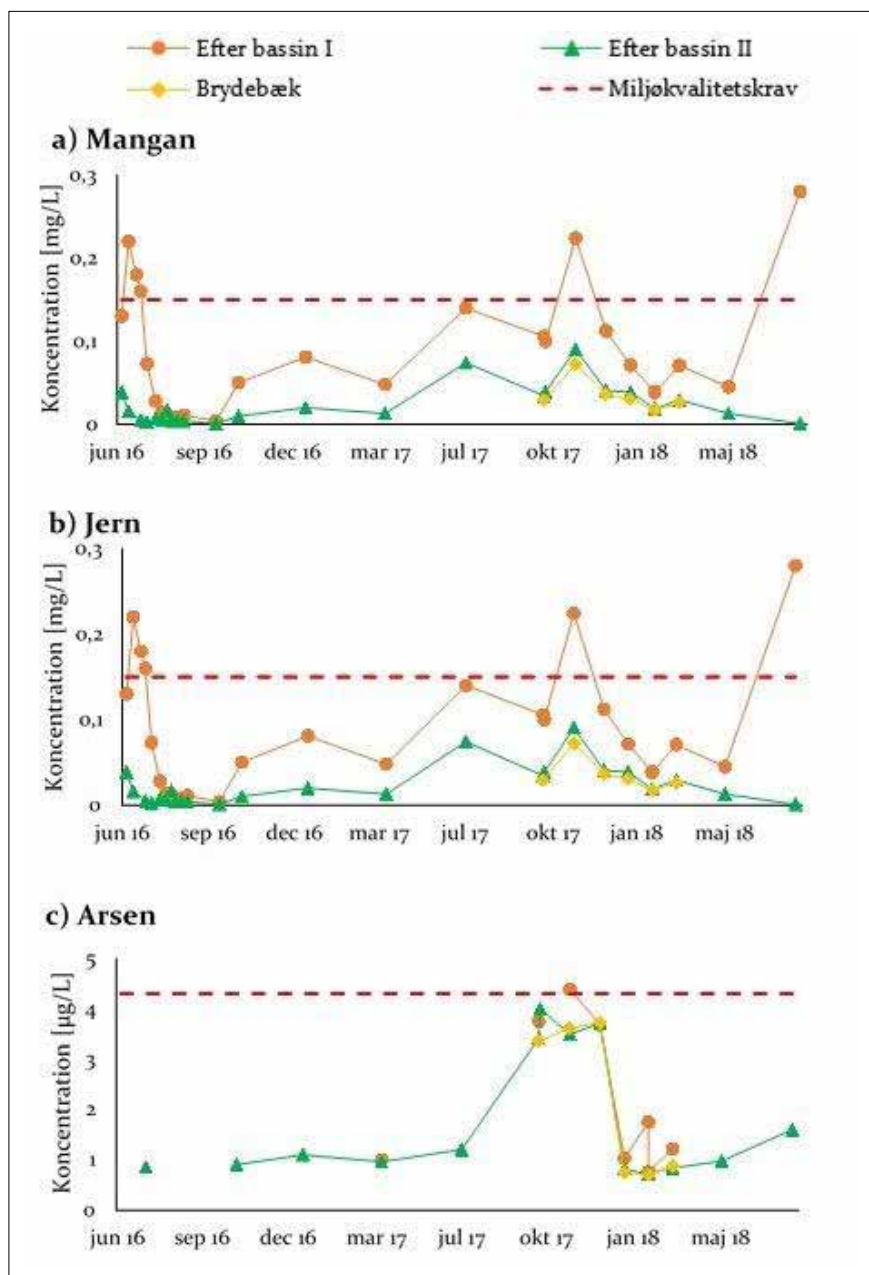 Efter bassin I
Efter bassin II
Brydebæk
Miljøkvalitetskrav
a) Mangan
Koncentration [mg/L]
0,3
0,2
0,1
0
jun 16 sep 16 dec 16 mar 17 jul 17 okt 17 jan 18 maj 18
b) Jern
Koncentration [mg/L]
0,3
0,2
0,1
0
jun 16 sep 16 dec 16 mar 17 jul 17 okt 17 jan 18 maj 18
c) Arsen
Koncentration [µg/L]
5
4
3
2
1
0
jun 16 sep 16 dec 16 mar 17 jul 17 okt 17 jan 18 maj 18